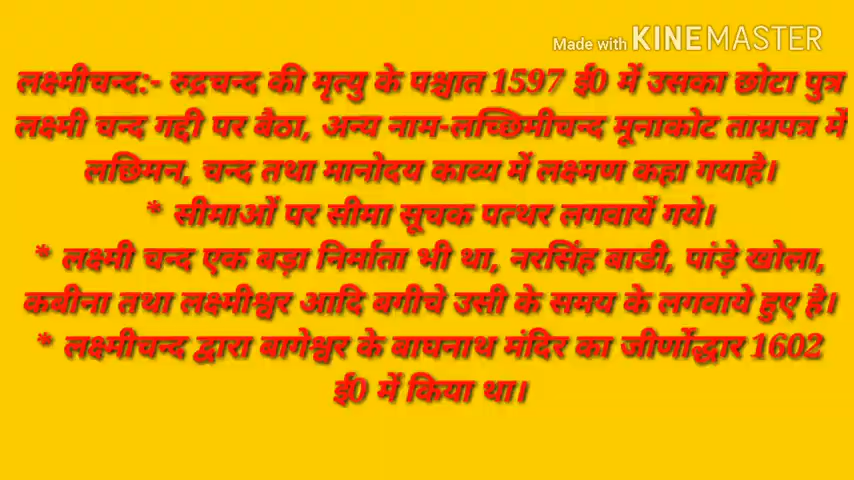 Made with KINEMASTER
लक्ष्मीचन्द:- रुद्रचन्द की मृत्यु के पश्चात 1597 ई0 में उसका छोटा पुत्र
लक्ष्मी चन्द गद्दी पर बैठा, अन्य नाम-लच्छिमीचन्द मूनाकोट ताम्रपत्र में
लछिमन, चन्द तथा मानोदय काव्य में लक्ष्मण कहा गयाहै।
* सीमाओं पर सीमा सूचक पत्थर लगवायें गये।
* लक्ष्मी चन्द एक बड़ा निर्माता भी था, नरसिंह बाडी, पांड़े खोला,
कबीना तथा लक्ष्मीश्वर आदि बगीचे उसी के समय के लगवाये हुए है।
* लक्ष्मीचन्द द्वारा बागेश्वर के बाघनाथ मंदिर का जीर्णोद्धार 1602
ई0 में किया था।